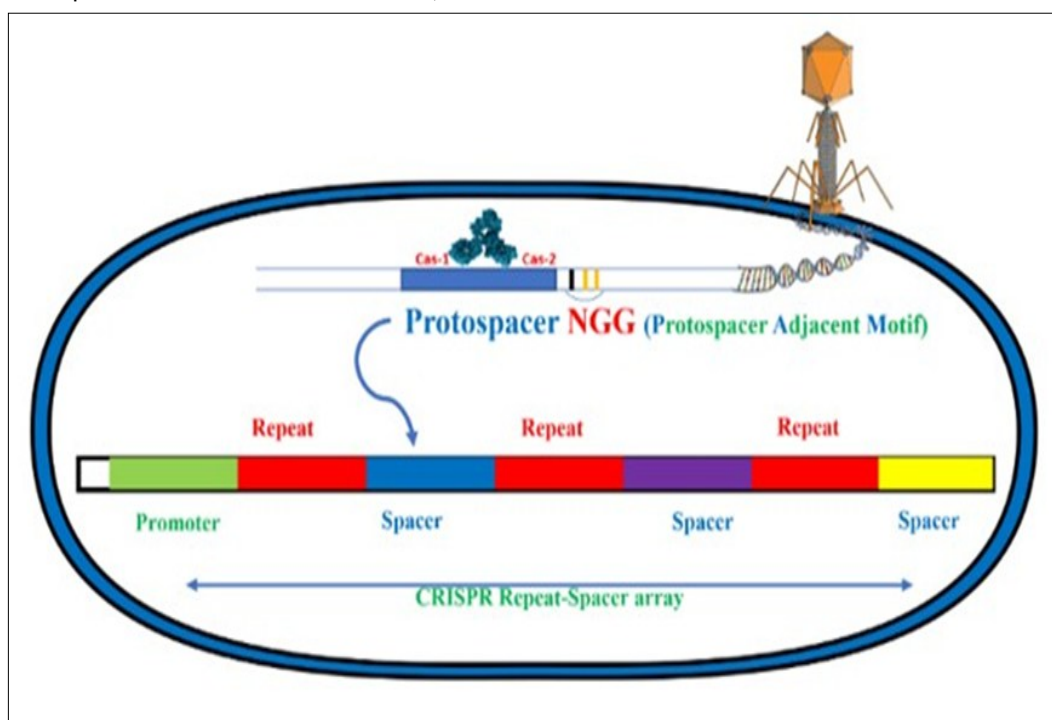 Cas-1 Cas-2
Protospacer NGG (Protospacer Adjacent Motif)
Repeat Repeat Repeat
Promoter Spacer Spacer Spacer
CRISPR Repeat-Spacer array